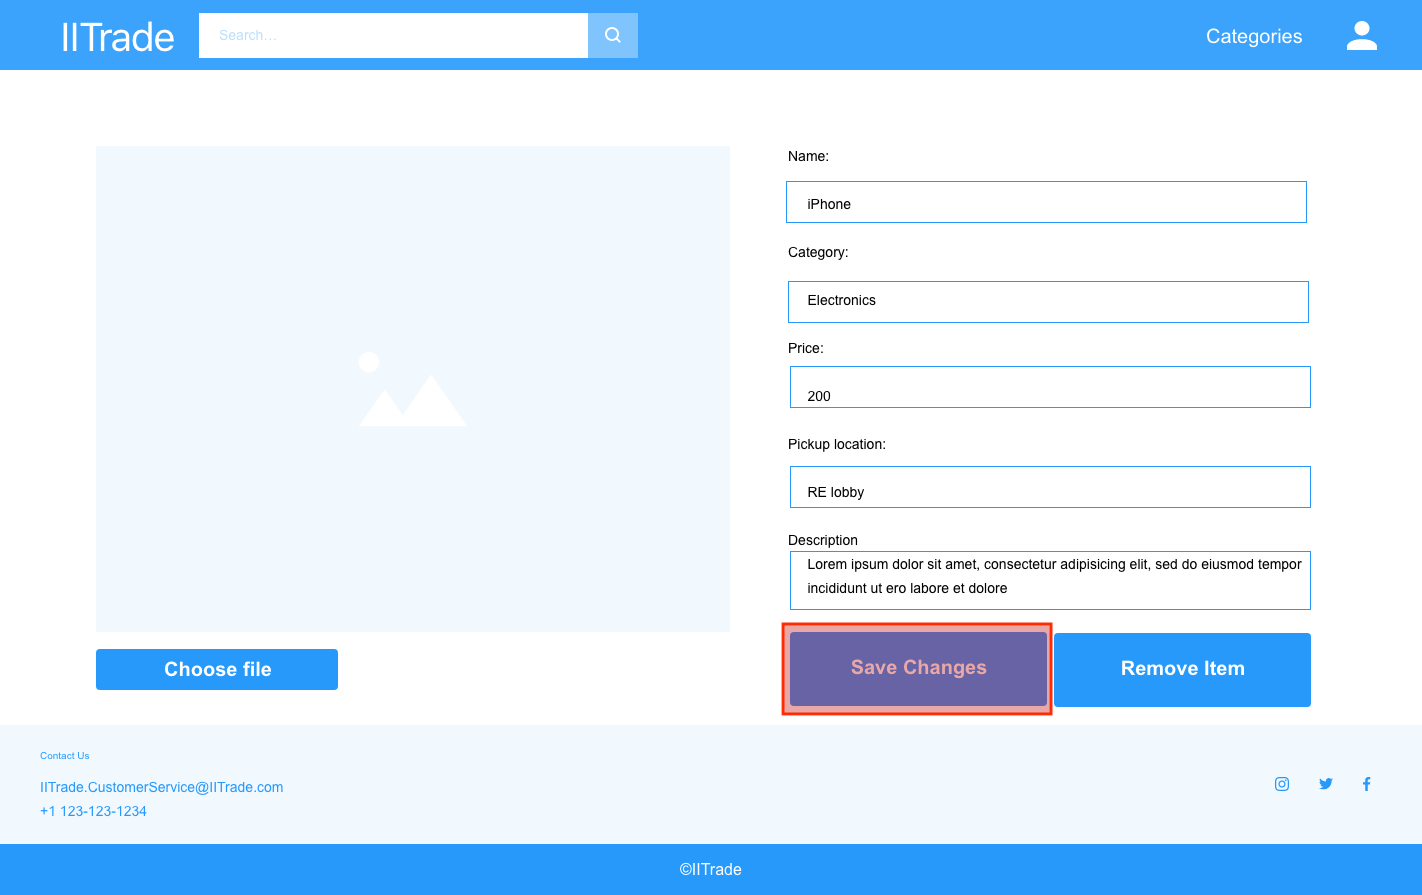 IITrade
Search...
Categories
Name:
iPhone
Category:
Electronics
Price:
200
Pickup location:
RE lobby
Description
Lorem ipsum dolor sit amet, consectetur adipisicing elit, sed do eiusmod tempor
incididunt ut ero labore et dolore
Choose file
Save Changes
Remove Item
Contact Us
IITrade.CustomerService@IITrade.com
+1 123-123-1234
©IITrade